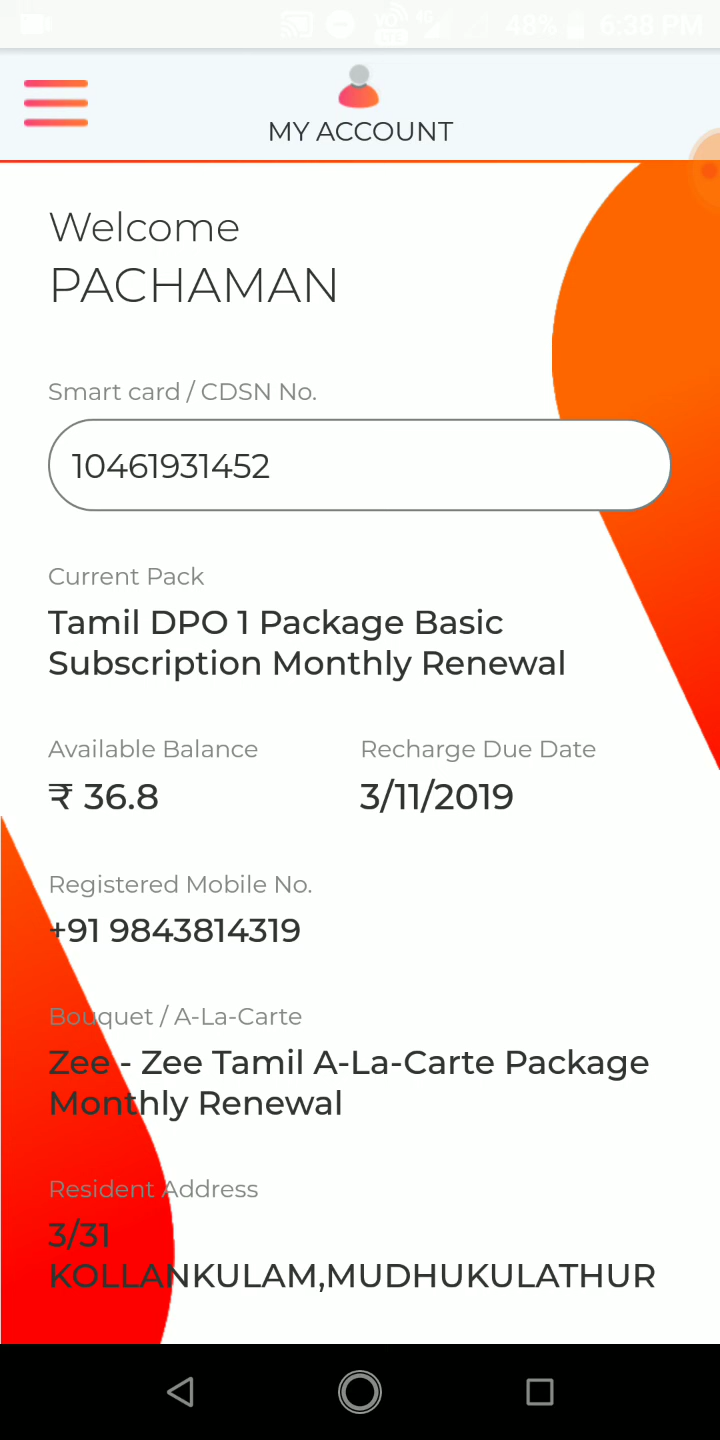 4G 48% 6:38 PM
MY ACCOUNT
Welcome
PACHAMAN
Smart card / CDSN No.
10461931452
Current Pack
Tamil DPO 1 Package Basic
Subscription Monthly Renewal
Available Balance Recharge Due Date
₹ 36.8 3/11/2019
Registered Mobile No.
+91 9843814319
Bouquet / A-La-Carte
Zee - Zee Tamil A-La-Carte Package
Monthly Renewal
Resident Address
3/31
KOLLANKULAM,MUDHUKULATHUR